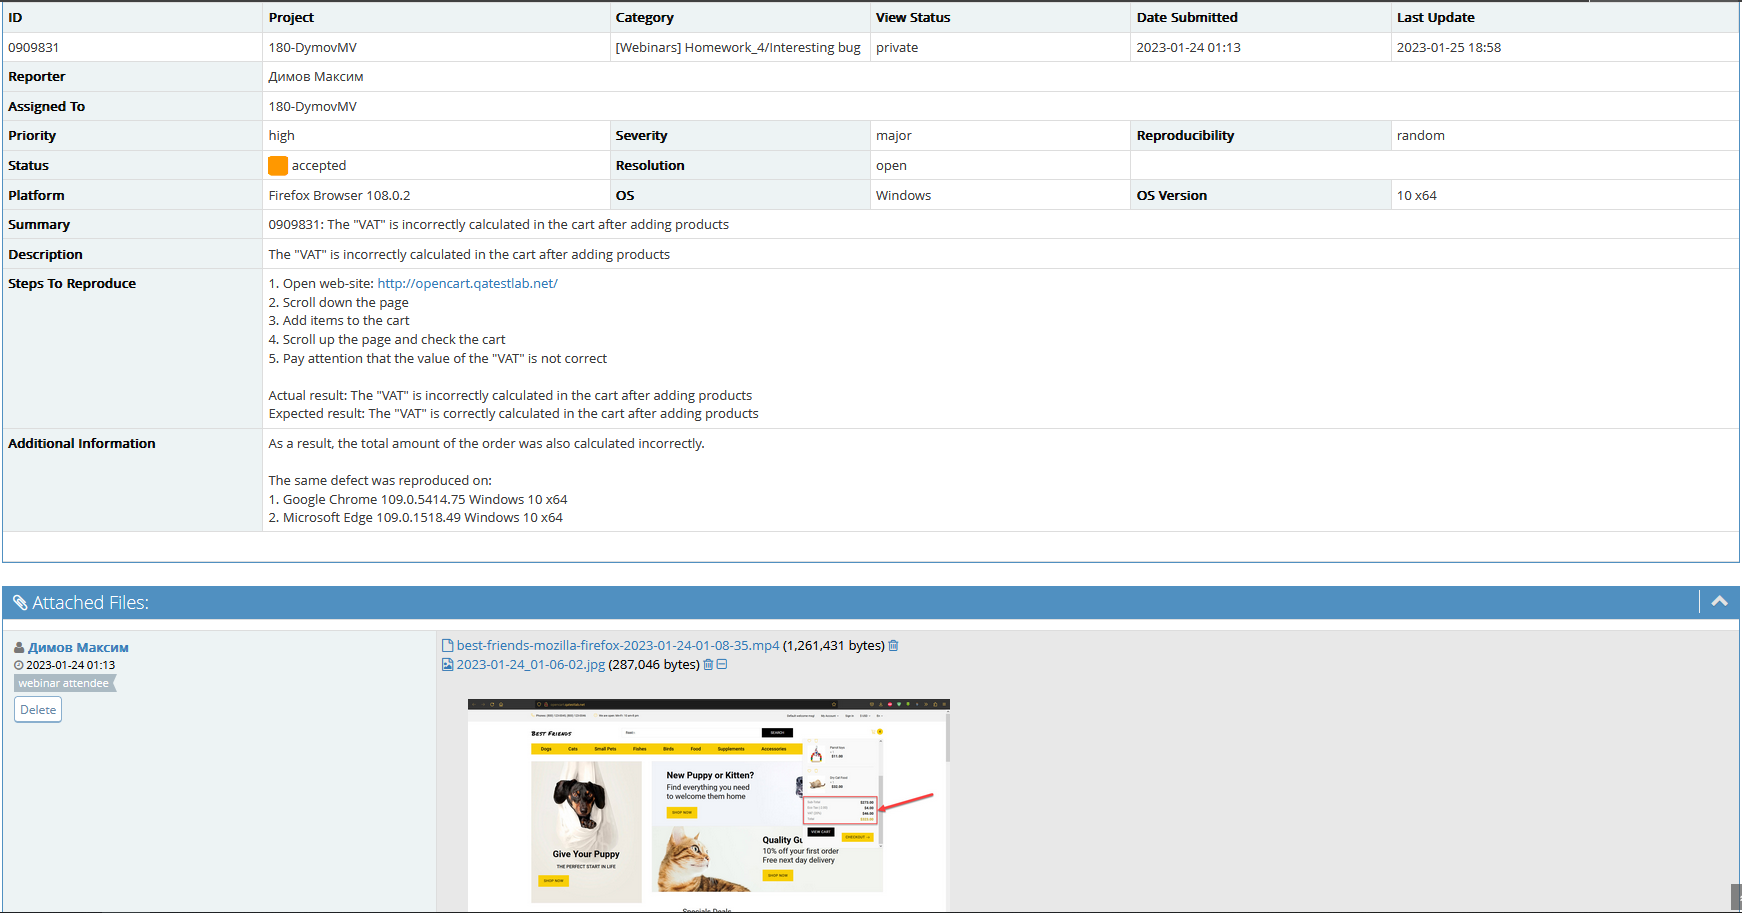 ID Project Category View Status Date Submitted Last Update
0909831 180-DymovMV [Webinars] Homework_4/Interesting bug private 2023-01-24 01:13 2023-01-25 18:58
Reporter Димов Максим
Assigned To 180-DymovMV
Priority high Severity major Reproducibility random
Status accepted Resolution open
Platform Firefox Browser 108.0.2 OS Windows OS Version 10 x64
Summary 0909831: The "VAT" is incorrectly calculated in the cart after adding products
Description The "VAT" is incorrectly calculated in the cart after adding products
Steps To Reproduce 1. Open web-site: http://opencart.qatestlab.net/
2. Scroll down the page
3. Add items to the cart
4. Scroll up the page and check the cart
5. Pay attention that the value of the "VAT" is not correct
Actual result: The "VAT" is incorrectly calculated in the cart after adding products
Expected result: The "VAT" is correctly calculated in the cart after adding products
Additional Information As a result, the total amount of the order was also calculated incorrectly.
The same defect was reproduced on:
1. Google Chrome 109.0.5414.75 Windows 10 x64
2. Microsoft Edge 109.0.1518.49 Windows 10 x64
Attached Files:
Димов Максим
2023-01-24 01:13
webinar attendee
Delete
best-friends-mozilla-firefox-2023-01-24-01-08-35.mp4 (1,261,431 bytes)
2023-01-24_01-06-02.jpg (287,046 bytes)
BEST FRIENDS SEARCH
Dogs Cats Small Pets Fishes Birds Food Supplements Accessories
New Puppy or Kitten?
Find everything you need
to welcome them home
SHOP NOW
Give Your Puppy
THE PERFECT START IN LIFE
SHOP NOW
VIEW CART CHECKOUT
10% off your first order
Free next day delivery
SHOP NOW
Specials Deals